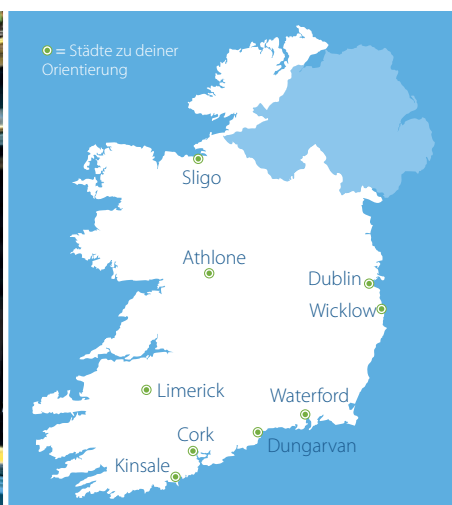 = Städte zu deiner
Orientierung
Sligo
Athlone
Dublin
Wicklow
Limerick
Waterford
Cork
Dungarvan
Kinsale